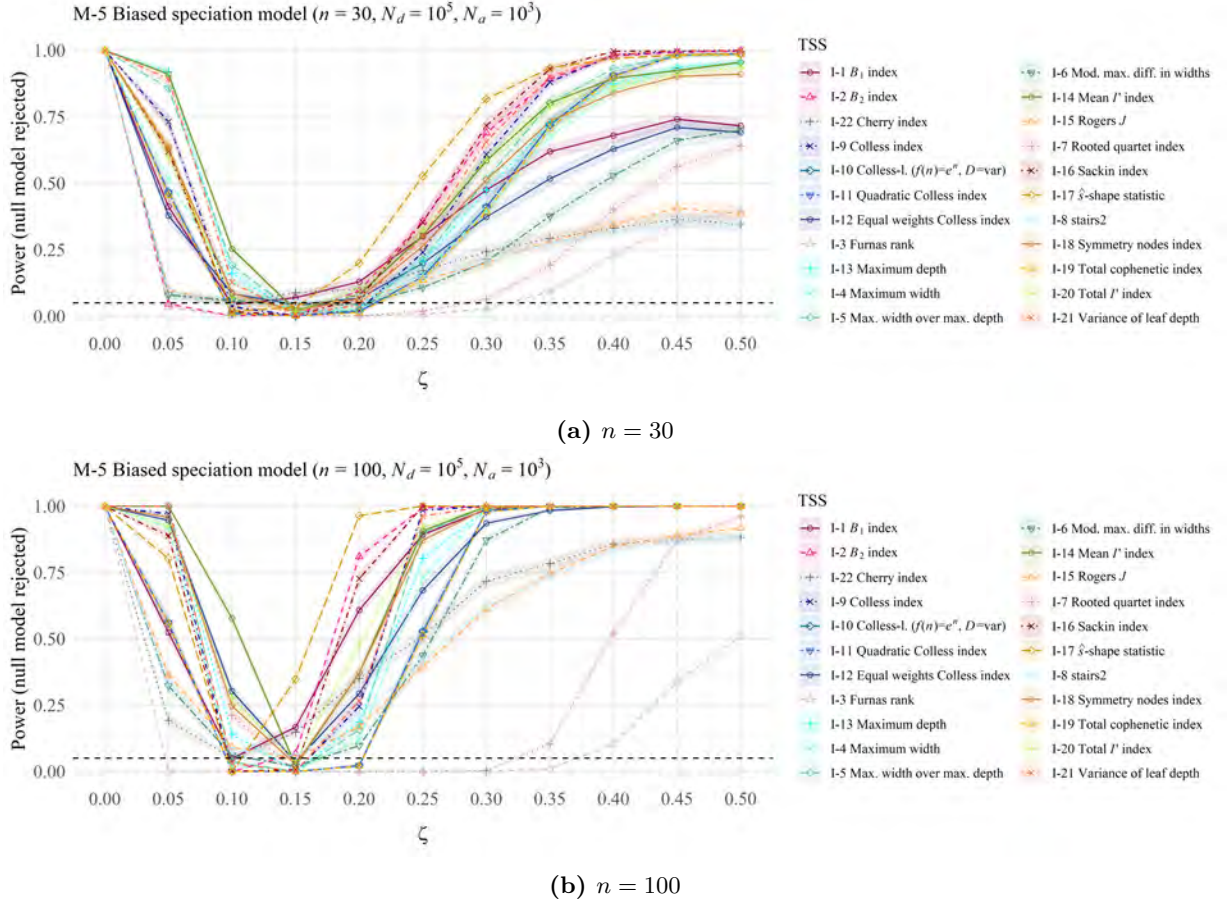 M-5 Biased speciation model (n = 30, N_d = 10^5, N_a = 10^3)
Power (null model rejected)
1.00
0.75
0.50
0.25
0.00
0.00 0.05 0.10 0.15 0.20 0.25 0.30 0.35 0.40 0.45 0.50
ζ
TSS
I-1 B_1 index
I-2 B_2 index
I-22 Cherry index
I-9 Colless index
I-10 Colless-l. (f(n)=e^n, D=var)
I-11 Quadratic Colless index
I-12 Equal weights Colless index
I-3 Furnas rank
I-13 Maximum depth
I-4 Maximum width
I-5 Max. width over max. depth
I-6 Mod. max. diff. in widths
I-14 Mean I' index
I-15 Rogers J
I-7 Rooted quartet index
I-16 Sackin index
I-17 ŝ-shape statistic
I-8 stairs2
I-18 Symmetry nodes index
I-19 Total cophenetic index
I-20 Total I' index
I-21 Variance of leaf depth
(a) n = 30
M-5 Biased speciation model (n = 100, N_d = 10^5, N_a = 10^3)
Power (null model rejected)
1.00
0.75
0.50
0.25
0.00
0.00 0.05 0.10 0.15 0.20 0.25 0.30 0.35 0.40 0.45 0.50
ζ
TSS
I-1 B_1 index
I-2 B_2 index
I-22 Cherry index
I-9 Colless index
I-10 Colless-l. (f(n)=e^n, D=var)
I-11 Quadratic Colless index
I-12 Equal weights Colless index
I-3 Furnas rank
I-13 Maximum depth
I-4 Maximum width
I-5 Max. width over max. depth
I-6 Mod. max. diff. in widths
I-14 Mean I' index
I-15 Rogers J
I-7 Rooted quartet index
I-16 Sackin index
I-17 ŝ-shape statistic
I-8 stairs2
I-18 Symmetry nodes index
I-19 Total cophenetic index
I-20 Total I' index
I-21 Variance of leaf depth
(b) n = 100